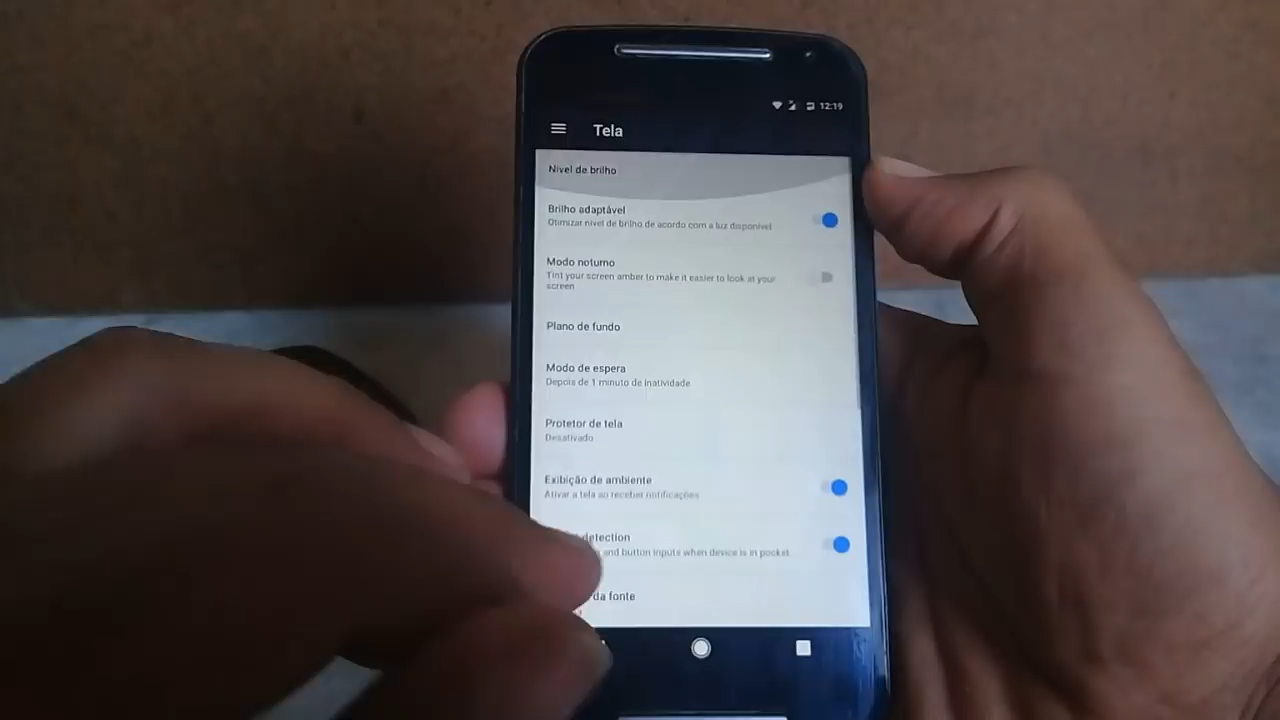 12:19
Tela
Nível de brilho
Brilho adaptável
Otimizar nível de brilho de acordo com a luz disponível
Modo noturno
Tint your screen amber to make it easier to look at your
screen
Plano de fundo
Modo de espera
Depois de 1 minuto de inatividade
Protetor de tela
Desativado
Exibição de ambiente
Ativar a tela ao receber notificações
detection
and button inputs when device is in pocket
da fonte